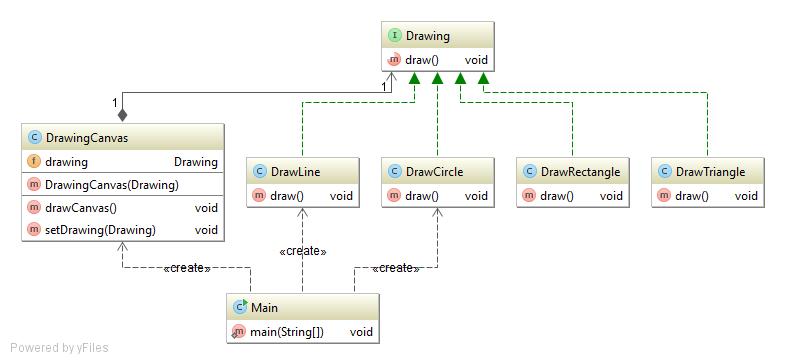 I Drawing
m draw() void
1
1
C DrawingCanvas
f drawing Drawing
m DrawingCanvas(Drawing)
m drawCanvas() void
m setDrawing(Drawing) void
C DrawLine
m draw() void
C DrawCircle
m draw() void
C DrawRectangle
m draw() void
C DrawTriangle
m draw() void
«create»
«create»
«create»
C Main
m main(String[]) void
Powered by yFiles